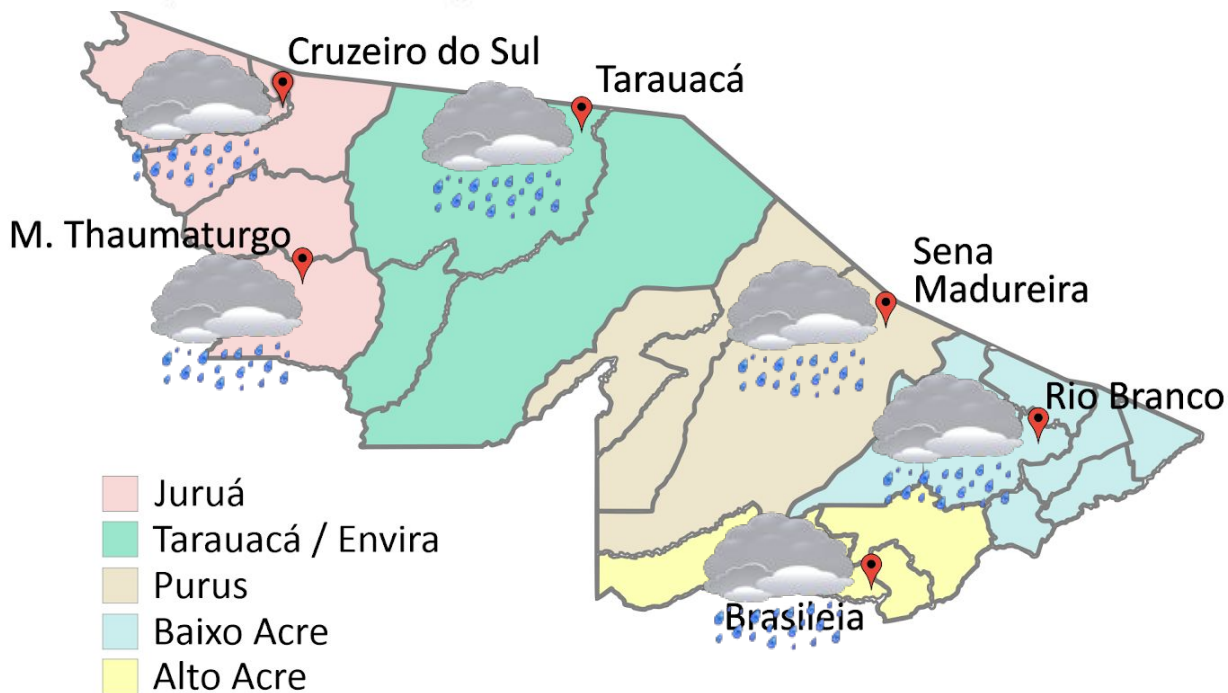 Cruzeiro do Sul
Tarauacá
M. Thaumaturgo
Sena
Madureira
Rio Branco
Brasileia
Juruá
Tarauacá / Envira
Purus
Baixo Acre
Alto Acre